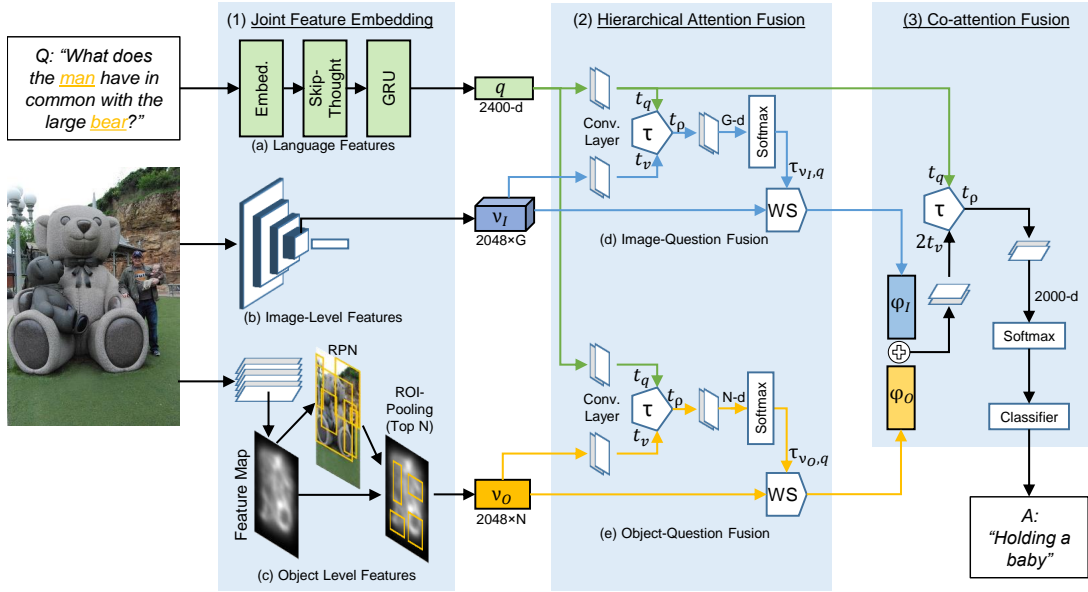 (1) Joint Feature Embedding
(2) Hierarchical Attention Fusion
(3) Co-attention Fusion
Q: “What does
the man have in
common with the
large bear?”
Embed.
Skip-
Thought
GRU
(a) Language Features
q
2400-d
Conv.
Layer
t_q
τ
t_v
t_ρ
G-d
Softmax
τ_{ν_I,q}
WS
(d) Image-Question Fusion
ν_I
2048×G
(b) Image-Level Features
RPN
ROI-
Pooling
(Top N)
Feature Map
(c) Object Level Features
ν_O
2048×N
Conv.
Layer
t_q
τ
t_v
t_ρ
N-d
Softmax
τ_{ν_O,q}
WS
(e) Object-Question Fusion
t_q
τ
t_ρ
2t_v
φ_I
φ_O
2000-d
Softmax
Classifier
A:
“Holding a
baby”